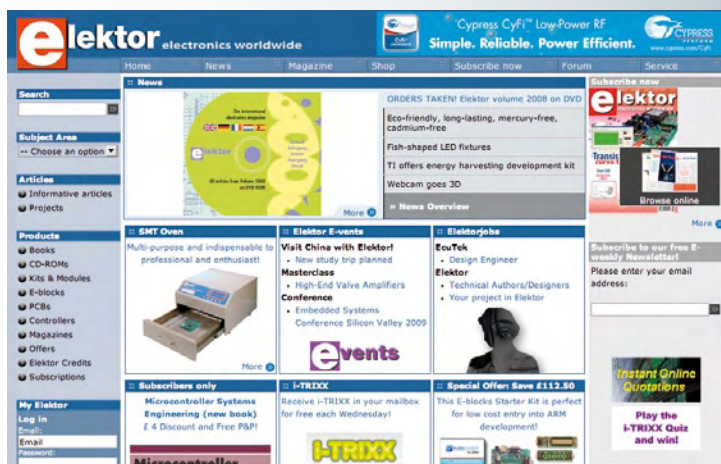 elektor electronics worldwide
Cypress CyFi™ Low-Power RF
Simple. Reliable. Power Efficient.
CYPRESS
PERFORM
www.cypress.com/CyFi
Home News Magazine Shop Subscribe now Forum Service
Search
Subject Area
-- Choose an option
Articles
Informative articles
Projects
Products
Books
CD-ROMs
Kits & Modules
E-blocks
PCBs
Controllers
Magazines
Offers
Elektor Credits
Subscriptions
My Elektor
Log in
Email:
Email
Password:
:: News
The international
electronics magazine
elektor
More
ORDERS TAKEN! Elektor volume 2008 on DVD
Eco-friendly, long-lasting, mercury-free,
cadmium-free
Fish-shaped LED fixtures
TI offers energy harvesting development kit
Webcam goes 3D
» News Overview
:: SMT Oven
Multi-purpose and indispensable to
professional and enthusiast!
More
:: Elektor E-vents
Visit China with Elektor!
• New study trip planned
Masterclass
• High-End Valve Amplifiers
Conference
• Embedded Systems
Conference Silicon Valley 2009
events
:: Elektorjobs
EcuTek
• Design Engineer
Elektor
• Technical Authors/Designers
• Your project in Elektor
:: Subscribers only
Microcontroller Systems
Engineering (new book)
£ 4 Discount and Free P&P!
Microcontroller
:: i-TRIXX
Receive i-TRIXX in your mailbox
for free each Wednesday!
i-TRIXX
:: Special Offer: Save £112.50
This E-blocks Starter Kit is perfect
for low cost entry into ARM
development!
Subscribe now
elektor
Browse online
More
Subscribe to our free E-
weekly Newsletter!
Please enter your email
address:
Instant Online
Quotations
Play the
i-TRIXX Quiz
and win!